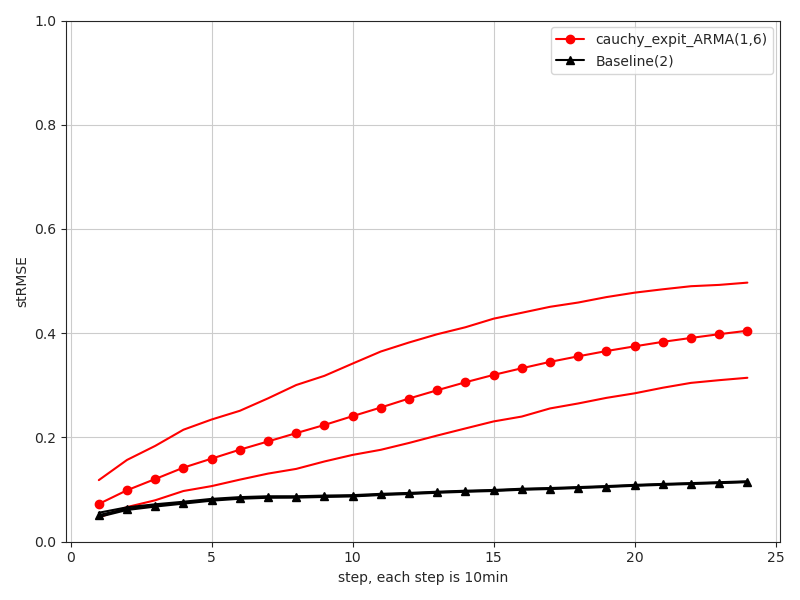 1.0
0.8
0.6
0.4
0.2
0.0
stRMSE
cauchy_expit_ARMA(1,6)
Baseline(2)
0 5 10 15 20 25
step, each step is 10min